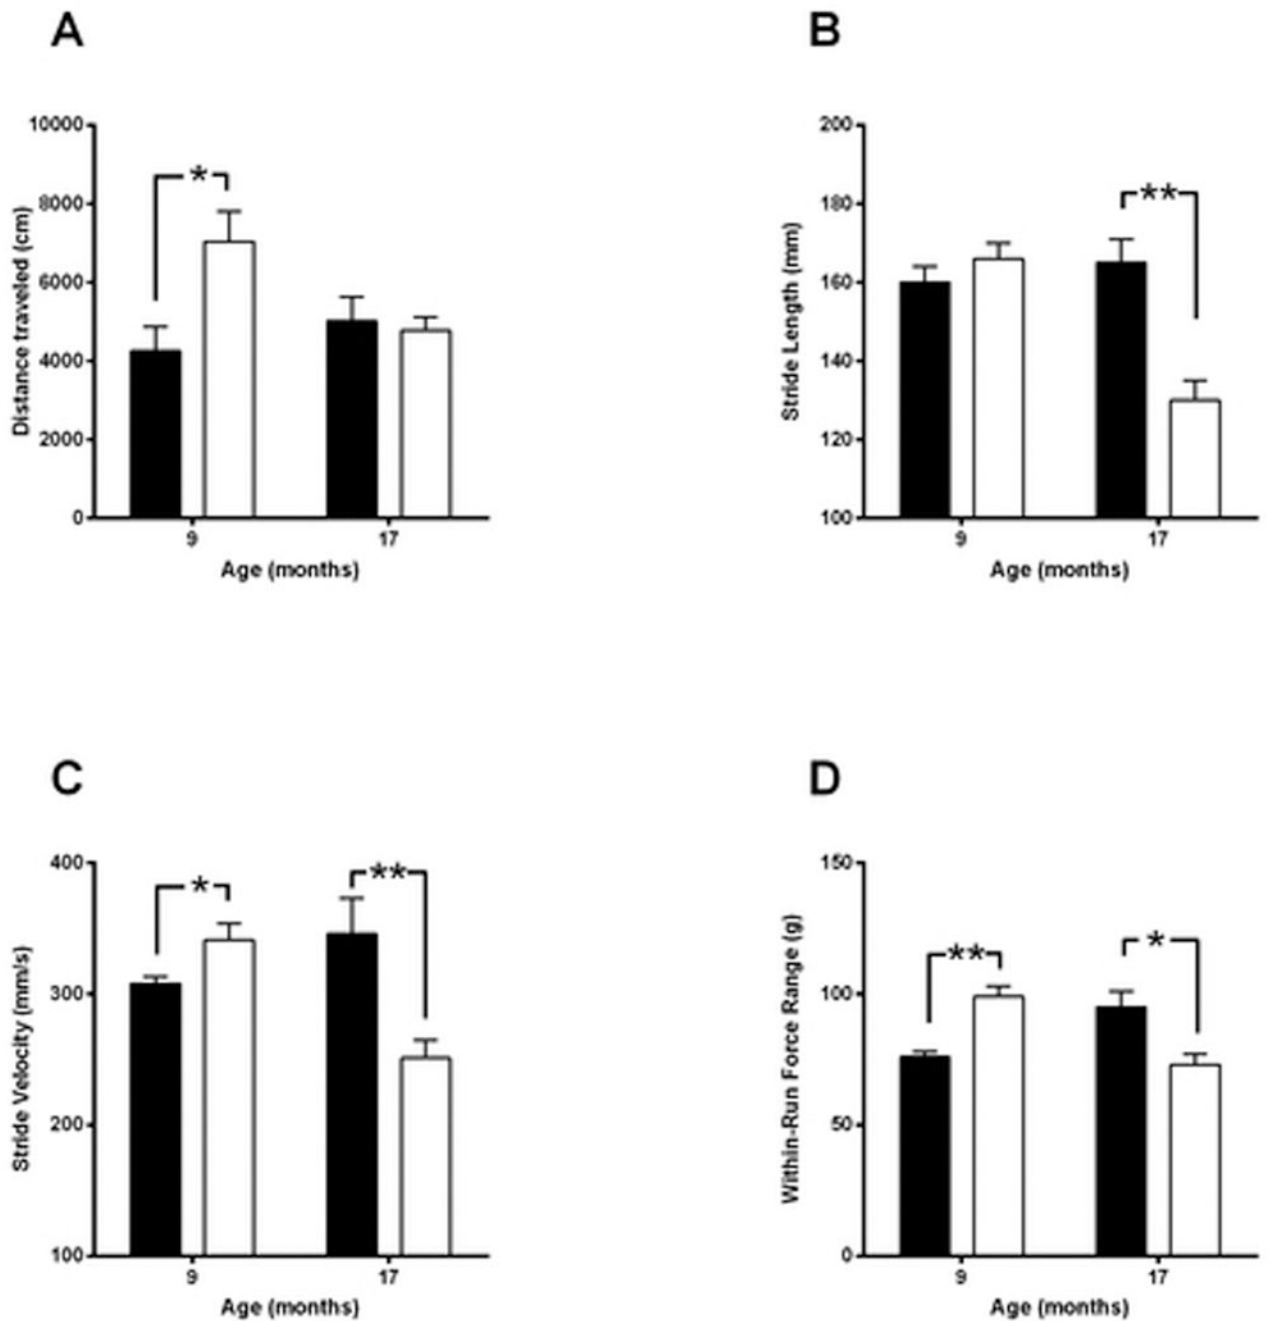 A
10000
8000
6000
4000
2000
0
Distance traveled (cm)
*
9
17
Age (months)
B
200
180
160
140
120
100
Stride Length (mm)
**
9
17
Age (months)
C
400
300
200
100
Stride Velocity (mm/s)
*
**
9
17
Age (months)
D
150
100
50
0
Within-Run Force Range (g)
**
*
9
17
Age (months)